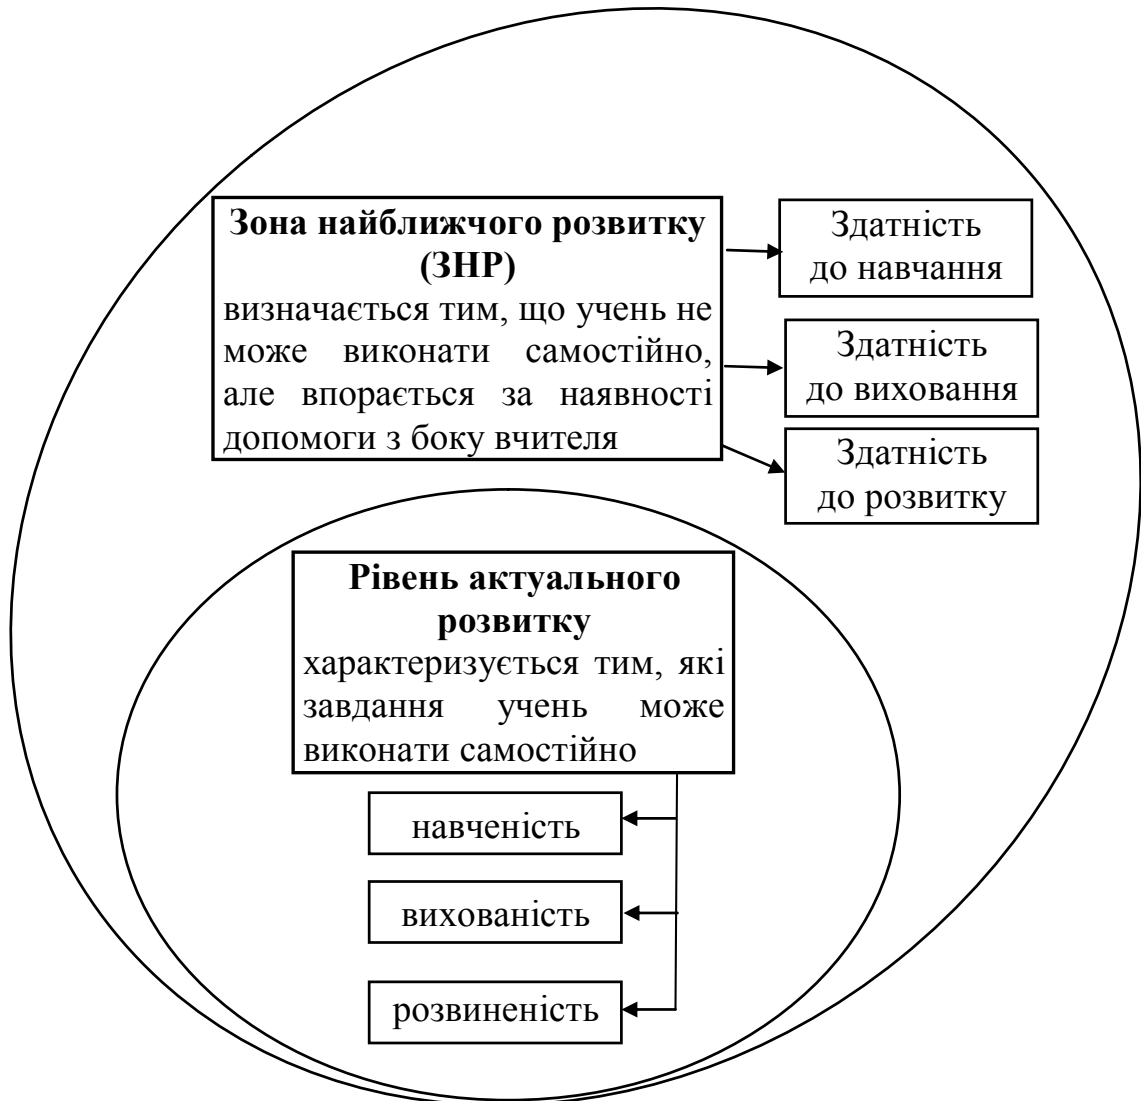 Зона найближчого розвитку
(ЗНР)
визначається тим, що учень не
може виконати самостійно,
але впорається за наявності
допомоги з боку вчителя
Здатність
до навчання
Здатність
до виховання
Здатність
до розвитку
Рівень актуального
розвитку
характеризується тим, які
завдання учень може
виконати самостійно
навченість
вихованість
розвиненість